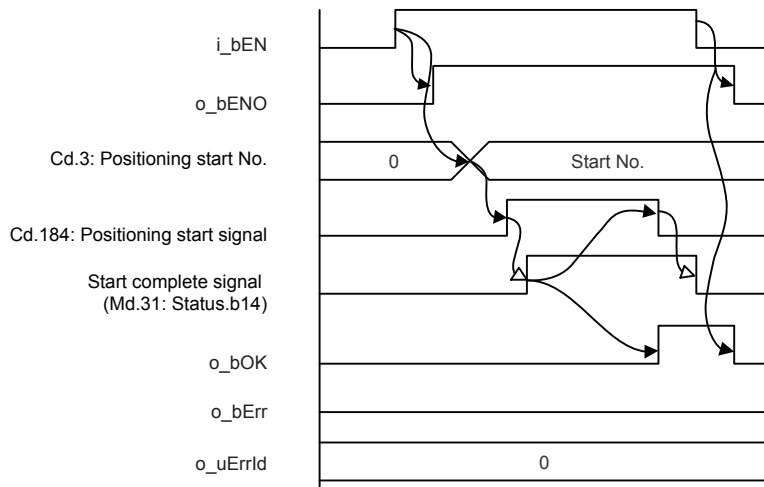 i_bEN
o_bENO
Cd.3: Positioning start No.
0
Start No.
Cd.184: Positioning start signal
Start complete signal
(Md.31: Status.b14)
o_bOK
o_bErr
o_uErrId
0